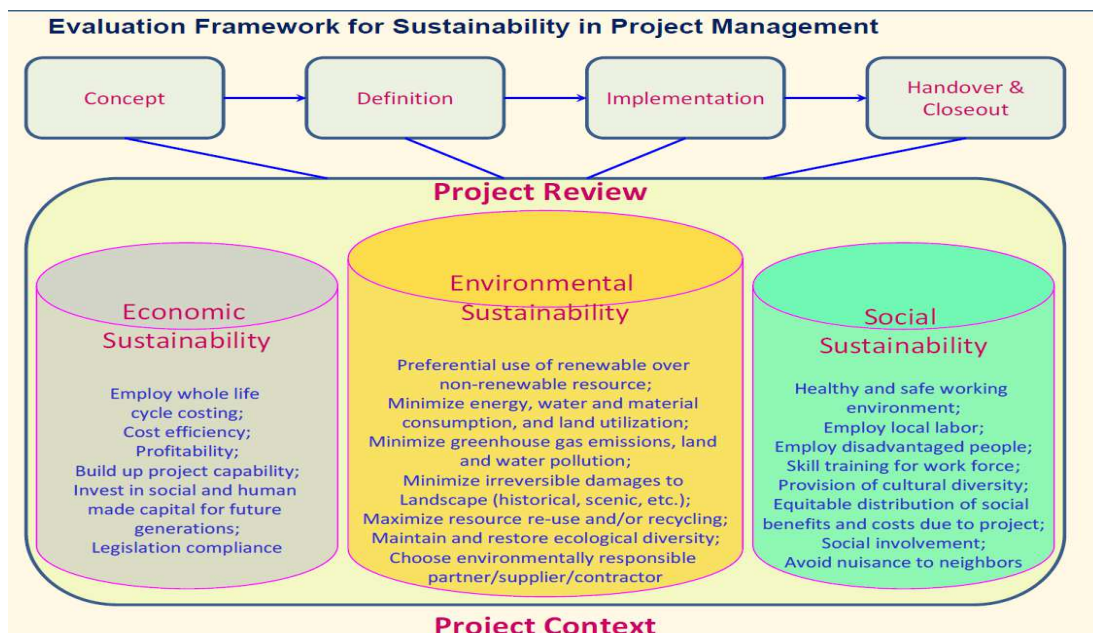 Evaluation Framework for Sustainability in Project Management
Concept
Definition
Implementation
Handover &
Closeout
Project Review
Economic
Sustainability
Employ whole life
cycle costing;
Cost efficiency;
Profitability;
Build up project capability;
Invest in social and human
made capital for future
generations;
Legislation compliance
Environmental
Sustainability
Preferential use of renewable over
non-renewable resource;
Minimize energy, water and material
consumption, and land utilization;
Minimize greenhouse gas emissions, land
and water pollution;
Minimize irreversible damages to
Landscape (historical, scenic, etc.);
Maximize resource re-use and/or recycling;
Maintain and restore ecological diversity;
Choose environmentally responsible
partner/supplier/contractor
Social
Sustainability
Healthy and safe working
environment;
Employ local labor;
Employ disadvantaged people;
Skill training for work force;
Provision of cultural diversity;
Equitable distribution of social
benefits and costs due to project;
Social involvement;
Avoid nuisance to neighbors
Project Context